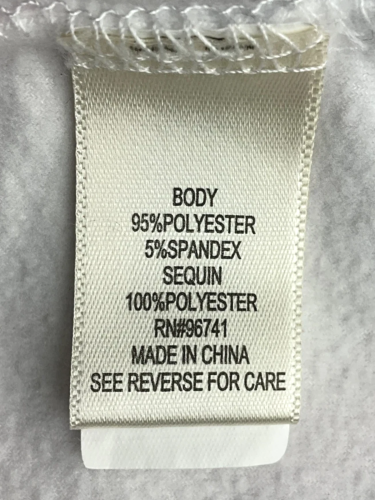 BODY
95%POLYESTER
5%SPANDEX
SEQUIN
100%POLYESTER
RN#96741
MADE IN CHINA
SEE REVERSE FOR CARE